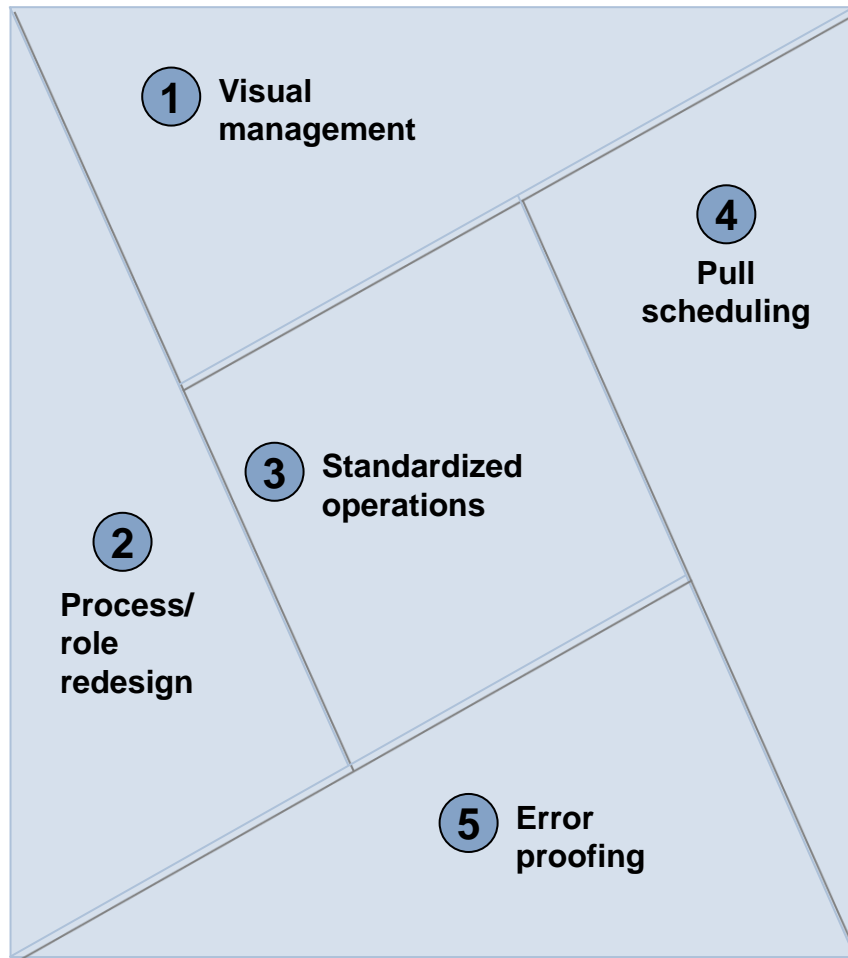 1
Visual
management
2
Process/
role
redesign
3
Standardized
operations
4
Pull
scheduling
5
Error
proofing